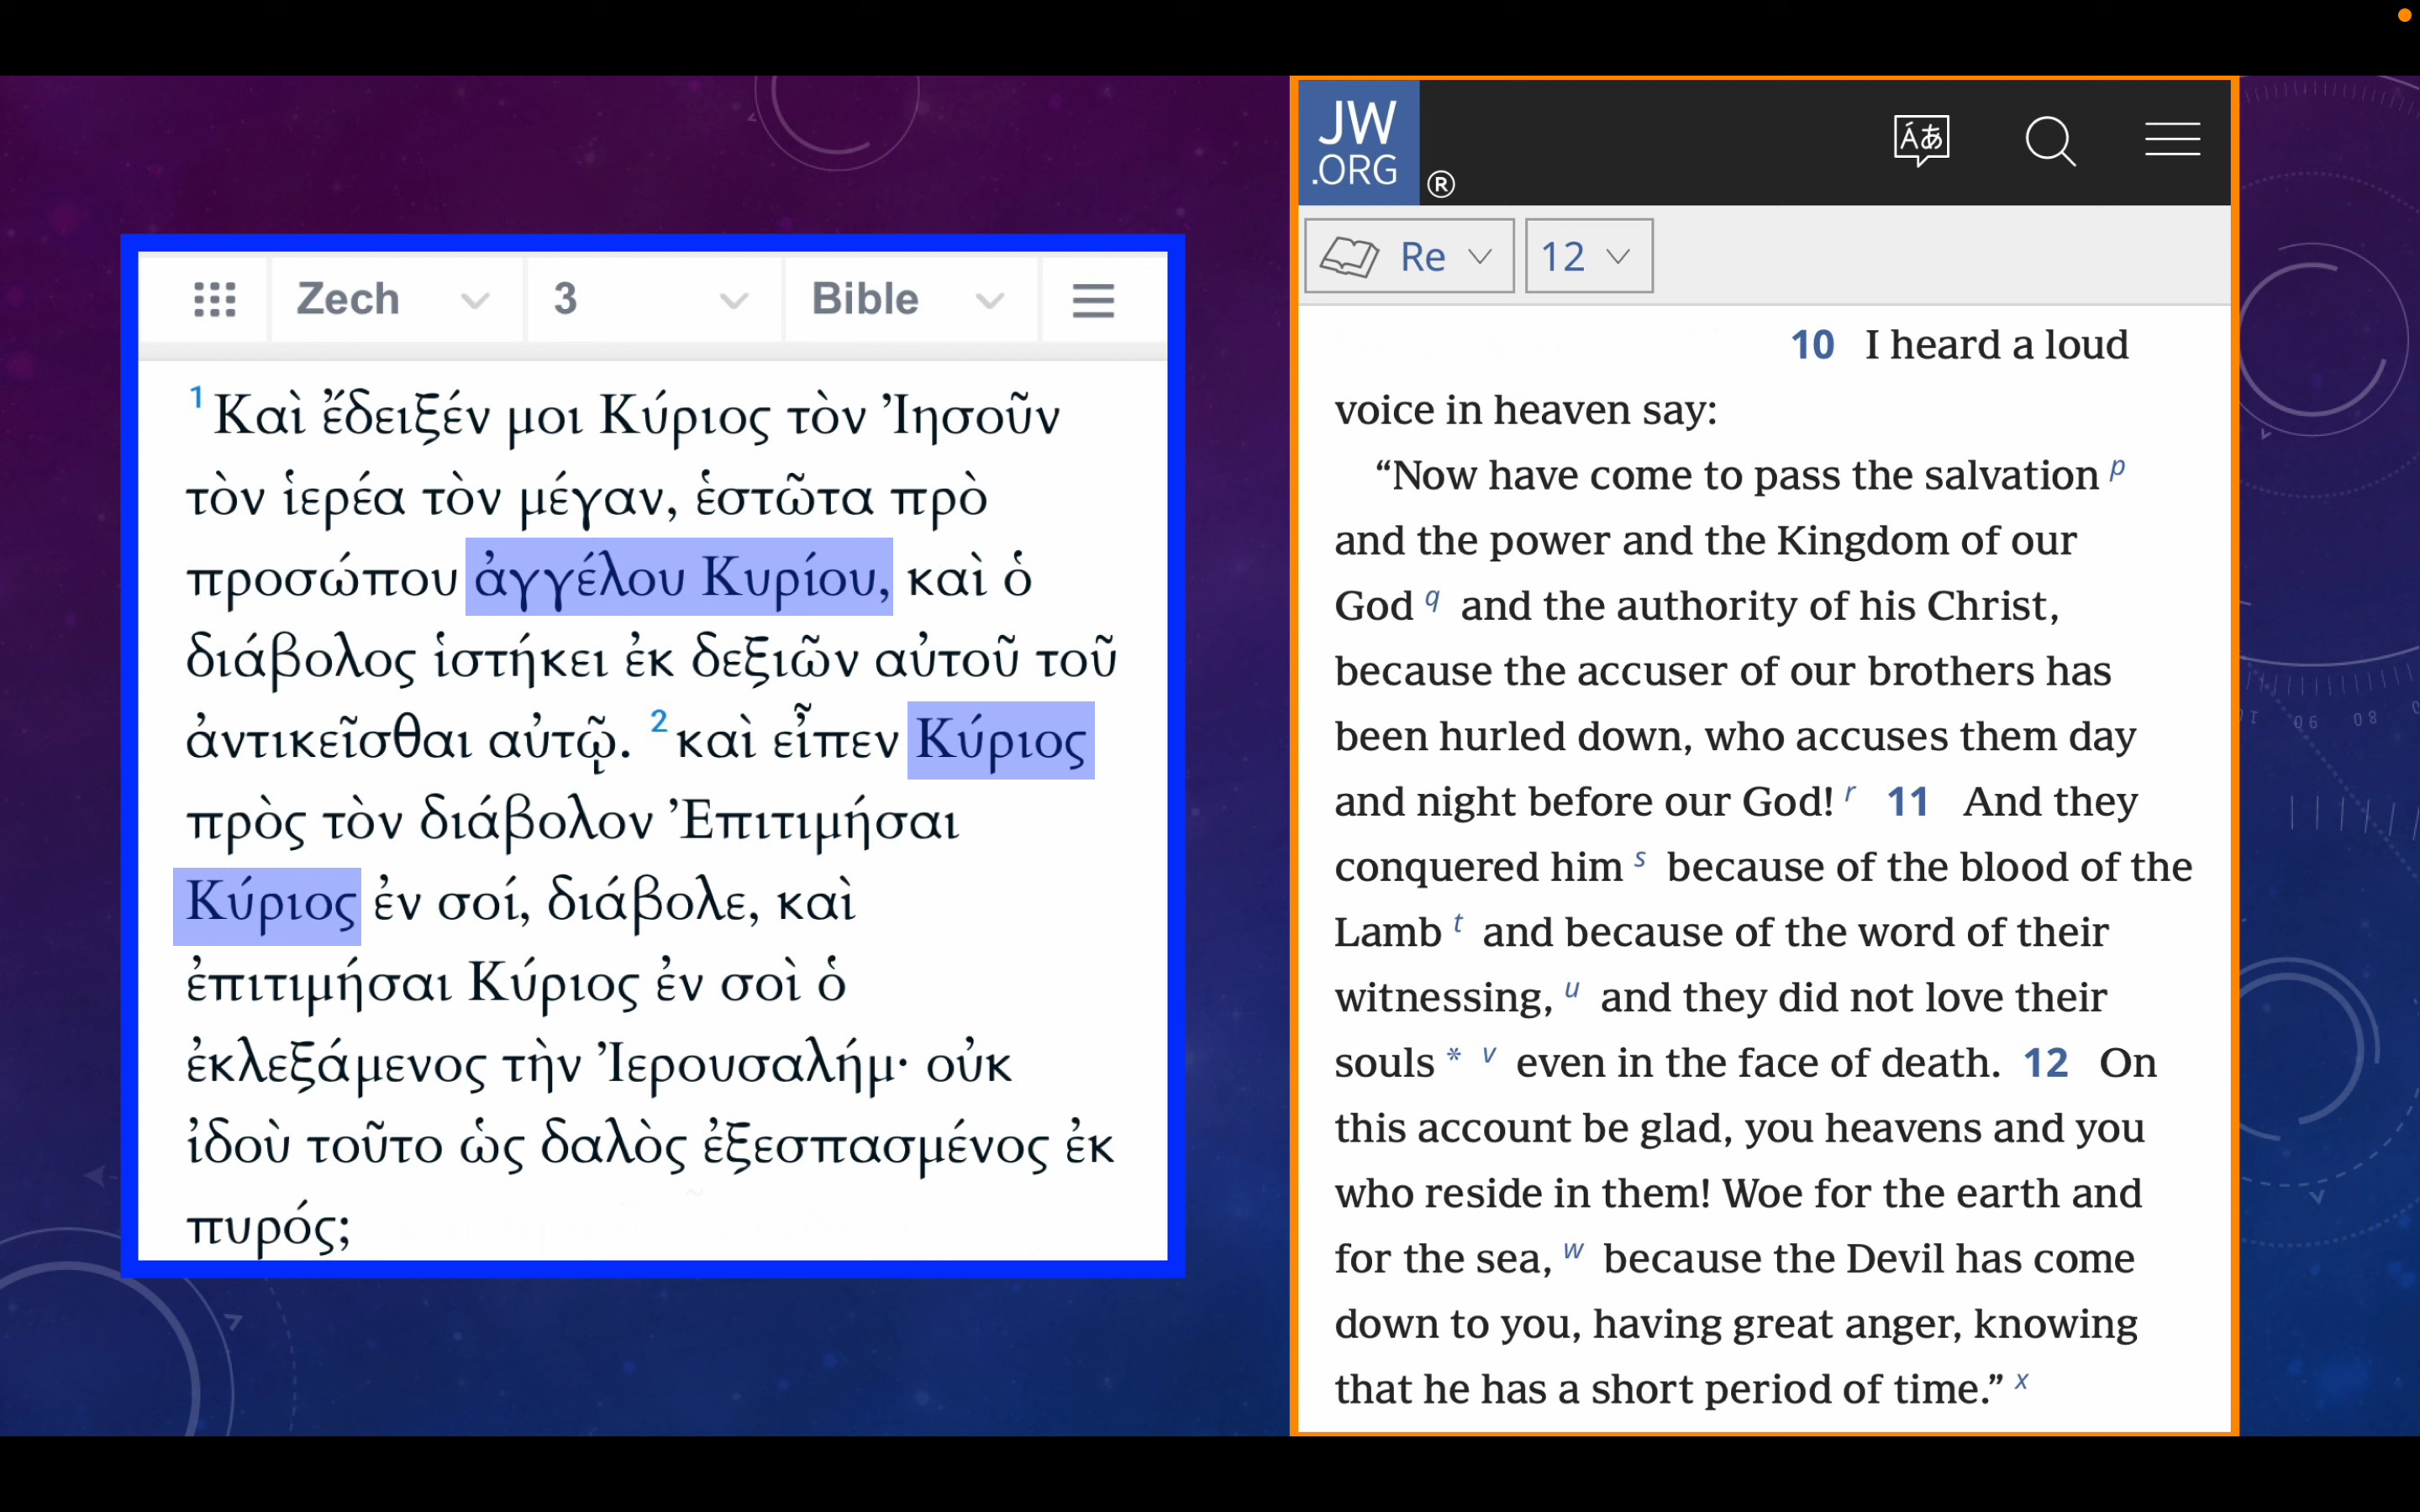 Zech 3 Bible
1 Καὶ ἔδειξέν μοι Κύριος τὸν Ἰησοῦν
τὸν ἱερέα τὸν μέγαν, ἑστῶτα πρὸ
προσώπου ἀγγέλου Κυρίου, καὶ ὁ
διάβολος ἱστήκει ἐκ δεξιῶν αὐτοῦ τοῦ
ἀντικεῖσθαι αὐτῷ. 2 καὶ εἶπεν Κύριος
πρὸς τὸν διάβολον Ἐπιτιμήσαι
Κύριος ἐν σοί, διάβολε, καὶ
ἐπιτιμήσαι Κύριος ἐν σοὶ ὁ
ἐκλεξάμενος τὴν Ἰερουσαλήμ· οὐκ
ἰδοὺ τοῦτο ὡς δαλὸς ἐξεσπασμένος ἐκ
πυρός;
JW
.ORG ®
Áあ
Re 12
10 I heard a loud
voice in heaven say:
“Now have come to pass the salvation p
and the power and the Kingdom of our
God q and the authority of his Christ,
because the accuser of our brothers has
been hurled down, who accuses them day
and night before our God! r 11 And they
conquered him s because of the blood of the
Lamb t and because of the word of their
witnessing, u and they did not love their
souls * v even in the face of death. 12 On
this account be glad, you heavens and you
who reside in them! Woe for the earth and
for the sea, w because the Devil has come
down to you, having great anger, knowing
that he has a short period of time.” x